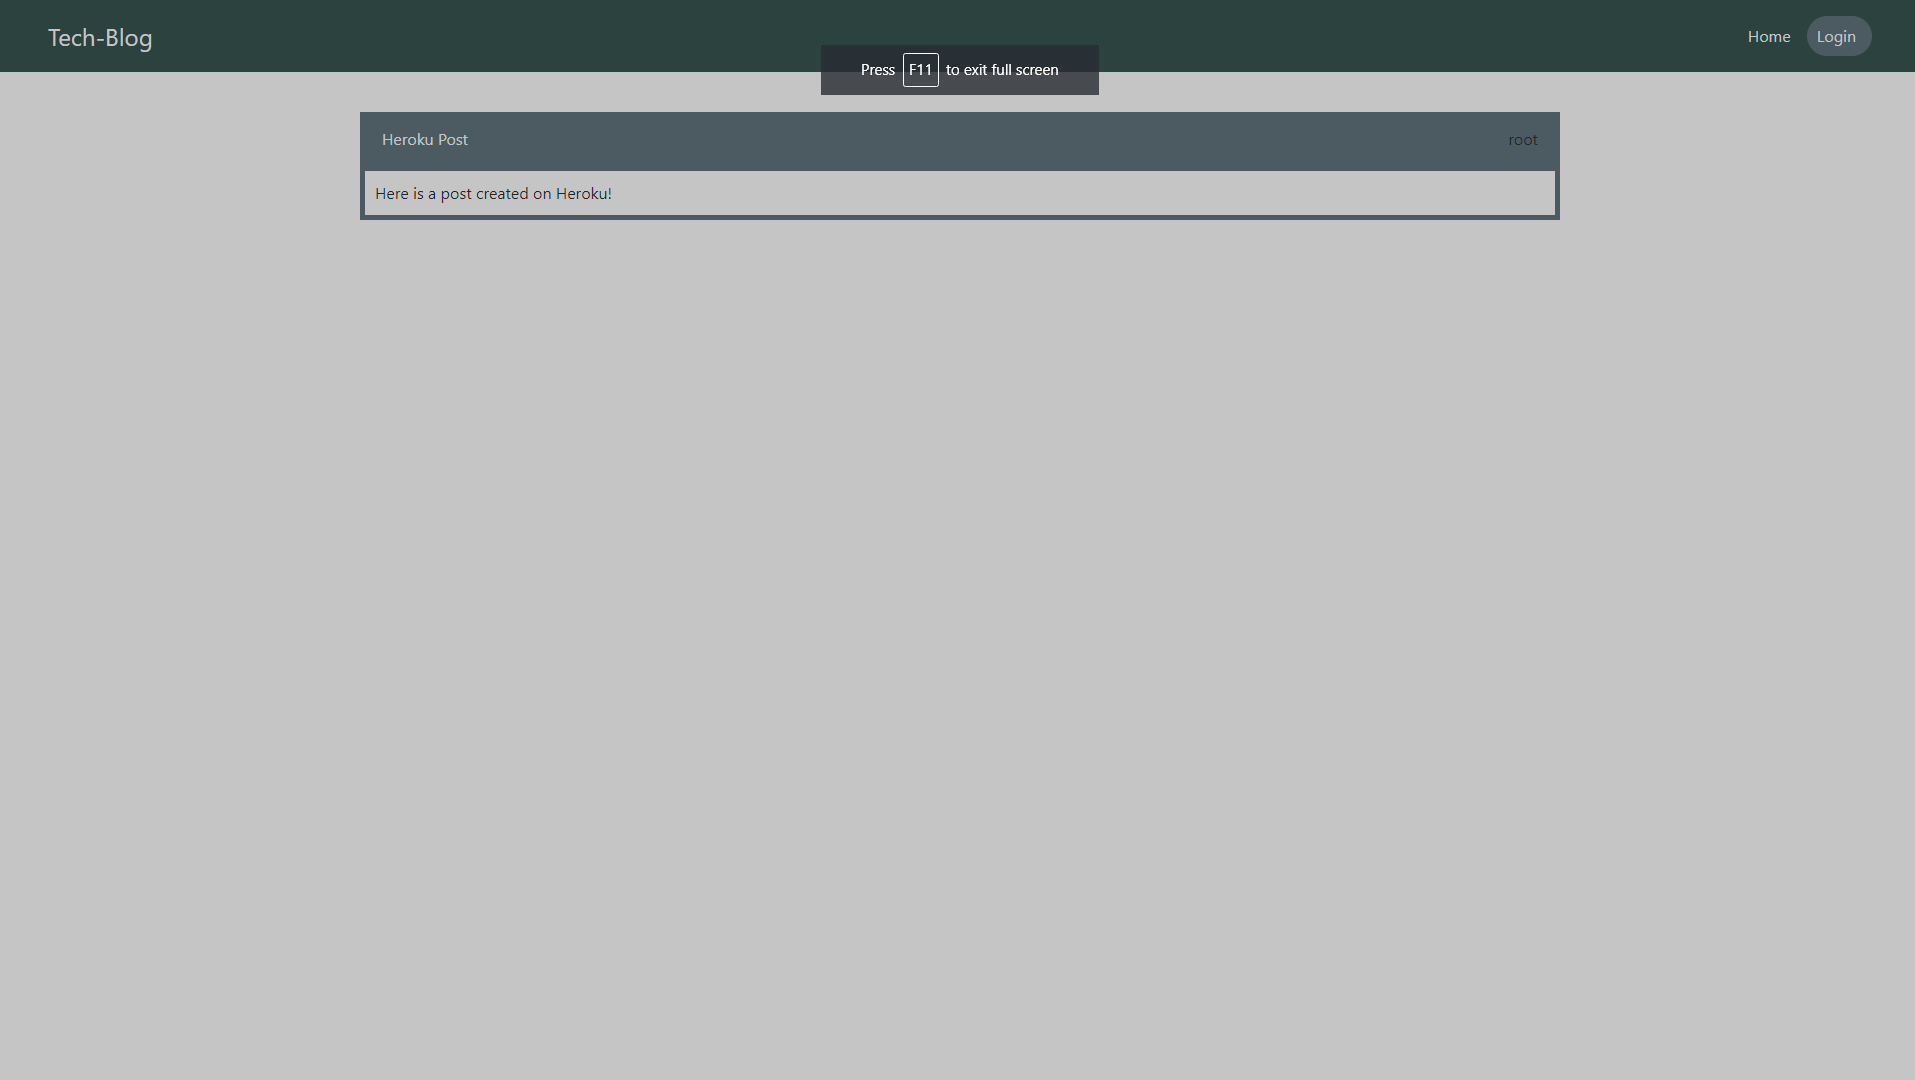 Tech-Blog
Home
Login
Press F11 to exit full screen
Heroku Post
root
Here is a post created on Heroku!